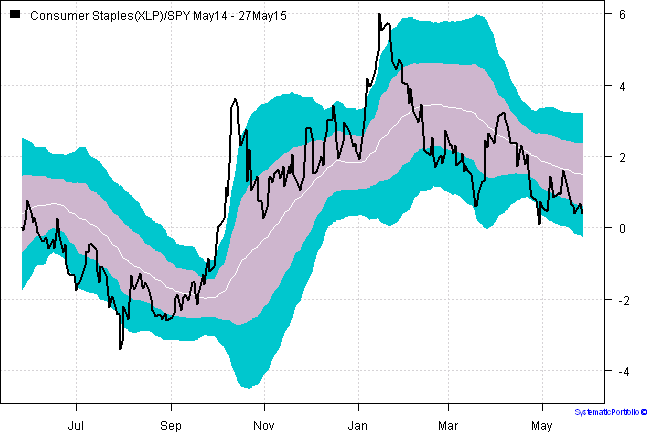 Consumer Staples(XLP)/SPY May14 - 27May15
6
4
2
0
-2
-4
Jul Sep Nov Jan Mar May
SystematicPortfolio ©